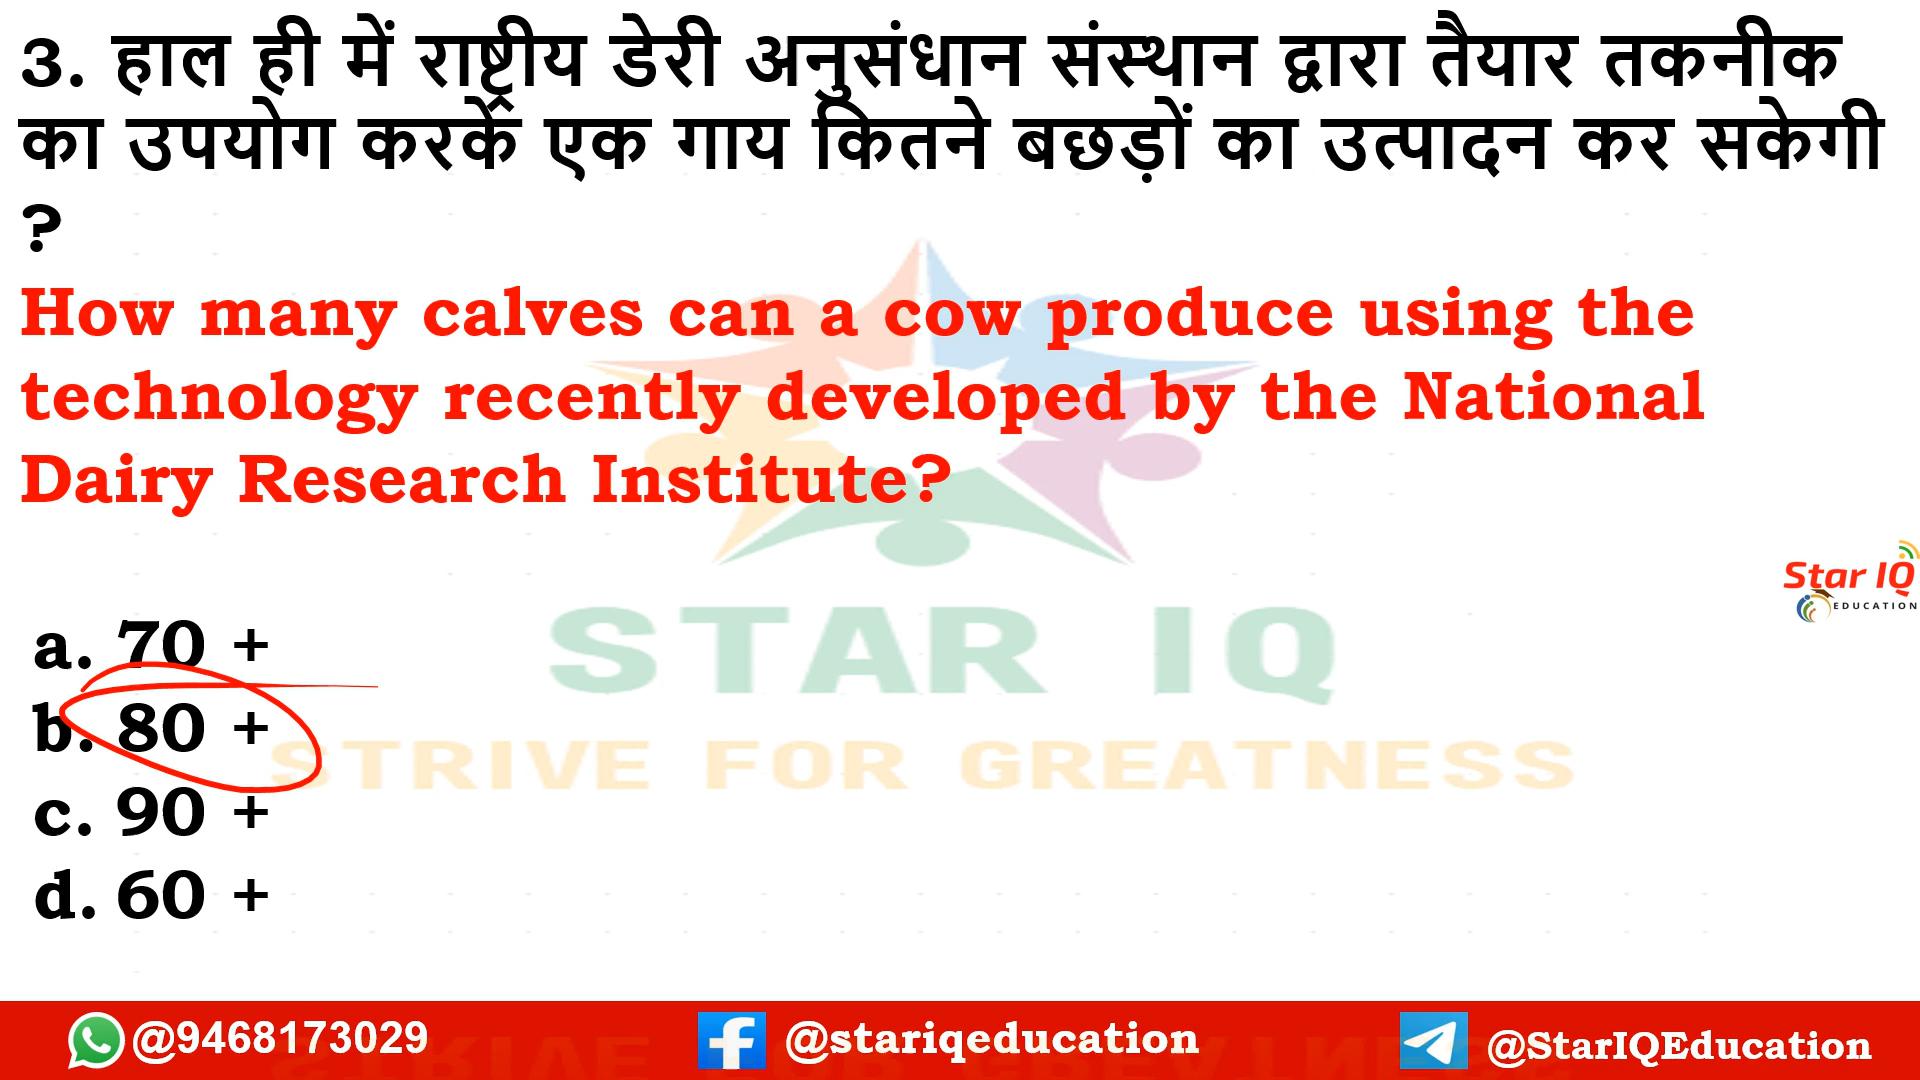 3. हाल ही में राष्ट्रीय डेरी अनुसंधान संस्थान द्वारा तैयार तकनीक
का उपयोग करके एक गाय कितने बछड़ों का उत्पादन कर सकेगी
?
How many calves can a cow produce using the
technology recently developed by the National
Dairy Research Institute?
Star IQ
EDUCATION
a. 70 +
STAR IQ
b. 80 +
STRIVE FOR GREATNESS
c. 90 +
d. 60 +
@9468173029
@stariqeducation
@StarIQEducation